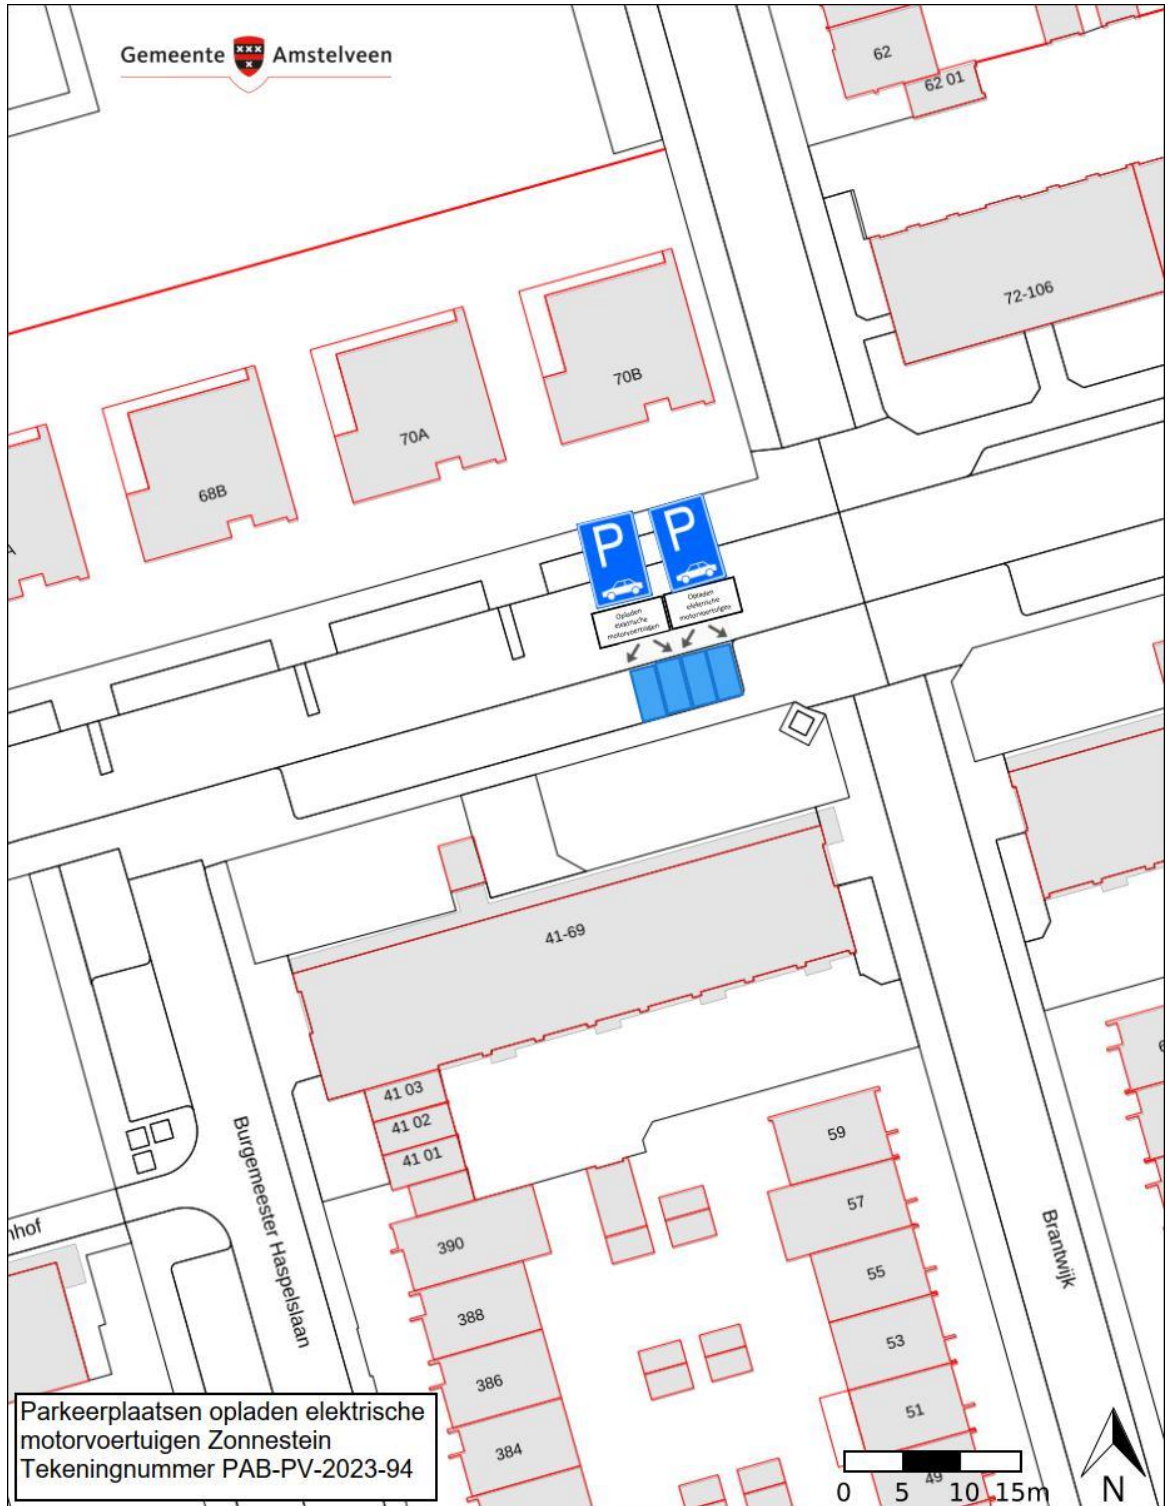 Gemeente Amstelveen
62
62 01
72-106
70B
70A
68B
A
P
P
Opladen
elektrische
motorvoertuigen
Opladen
elektrische
motorvoertuigen
41-69
41 03
41 02
41 01
59
57
55
53
51
49
390
388
386
384
nhof
6
Burgemeester Haspelslaan
Brantwijk
Parkeerplaatsen opladen elektrische
motorvoertuigen Zonnestein
Tekeningnummer PAB-PV-2023-94
0 5 10 15m
N